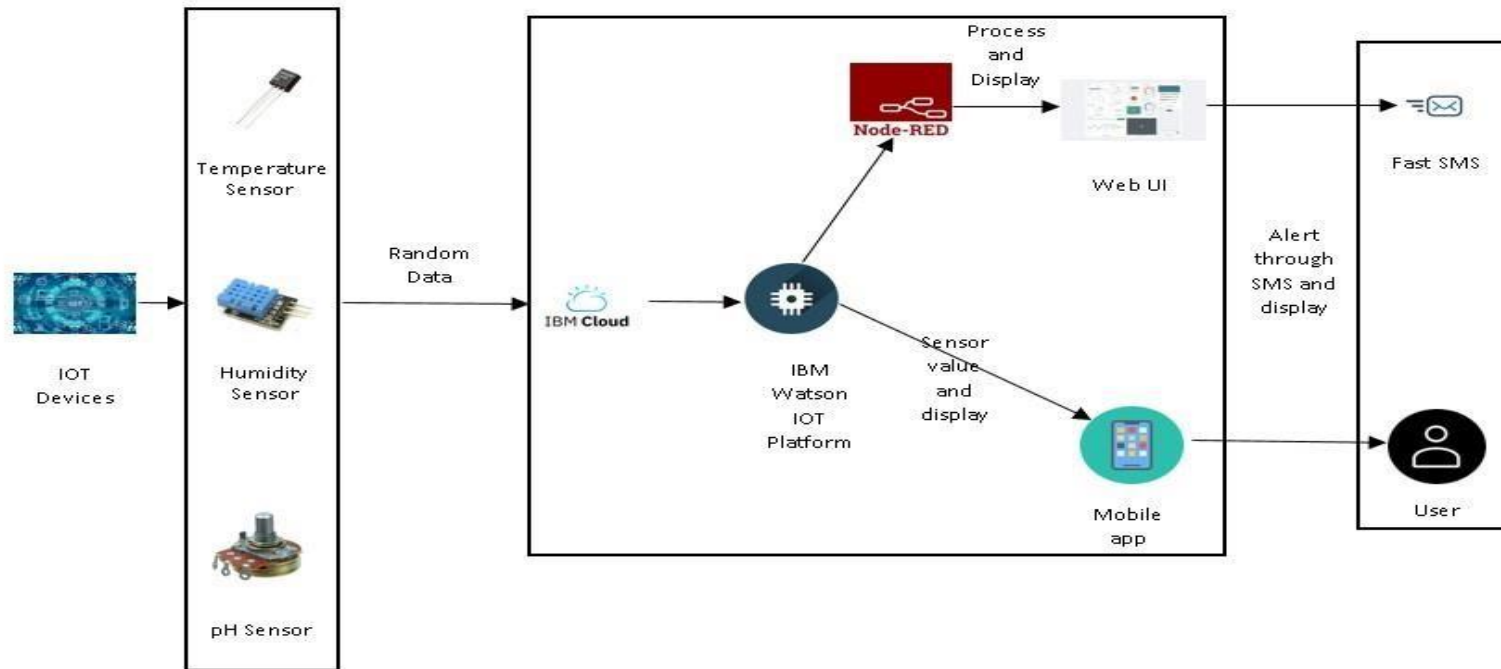 Process
and
Display
Node-RED
Web UI
Fast SMS
Temperature
Sensor
Random
Data
Alert
through
SMS and
display
IBM Cloud
IOT
Devices
Humidity
Sensor
IBM
Watson
IOT
Platform
Sensor
value
and
display
Mobile
app
User
pH Sensor